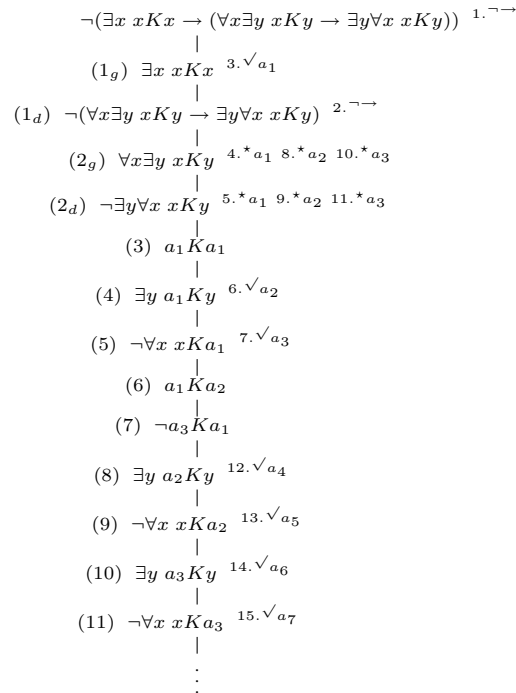 ¬(∃x xKx → (∀x∃y xKy → ∃y∀x xKy)) 1.¬→
(1g) ∃x xKx 3.√a1
(1d) ¬(∀x∃y xKy → ∃y∀x xKy) 2.¬→
(2g) ∀x∃y xKy 4.⋆a1 8.⋆a2 10.⋆a3
(2d) ¬∃y∀x xKy 5.⋆a1 9.⋆a2 11.⋆a3
(3) a1Ka1
(4) ∃y a1Ky 6.√a2
(5) ¬∀x xKa1 7.√a3
(6) a1Ka2
(7) ¬a3Ka1
(8) ∃y a2Ky 12.√a4
(9) ¬∀x xKa2 13.√a5
(10) ∃y a3Ky 14.√a6
(11) ¬∀x xKa3 15.√a7
⋮